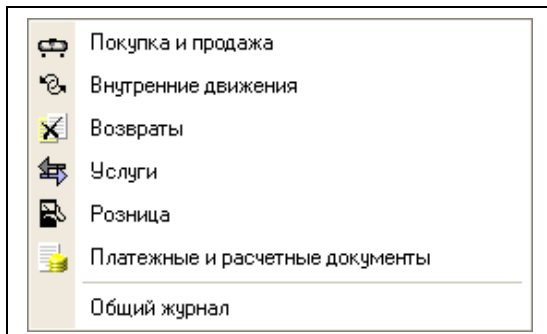 Покупка и продажа
Внутренние движения
Возвраты
Услуги
Розница
Платежные и расчетные документы
Общий журнал